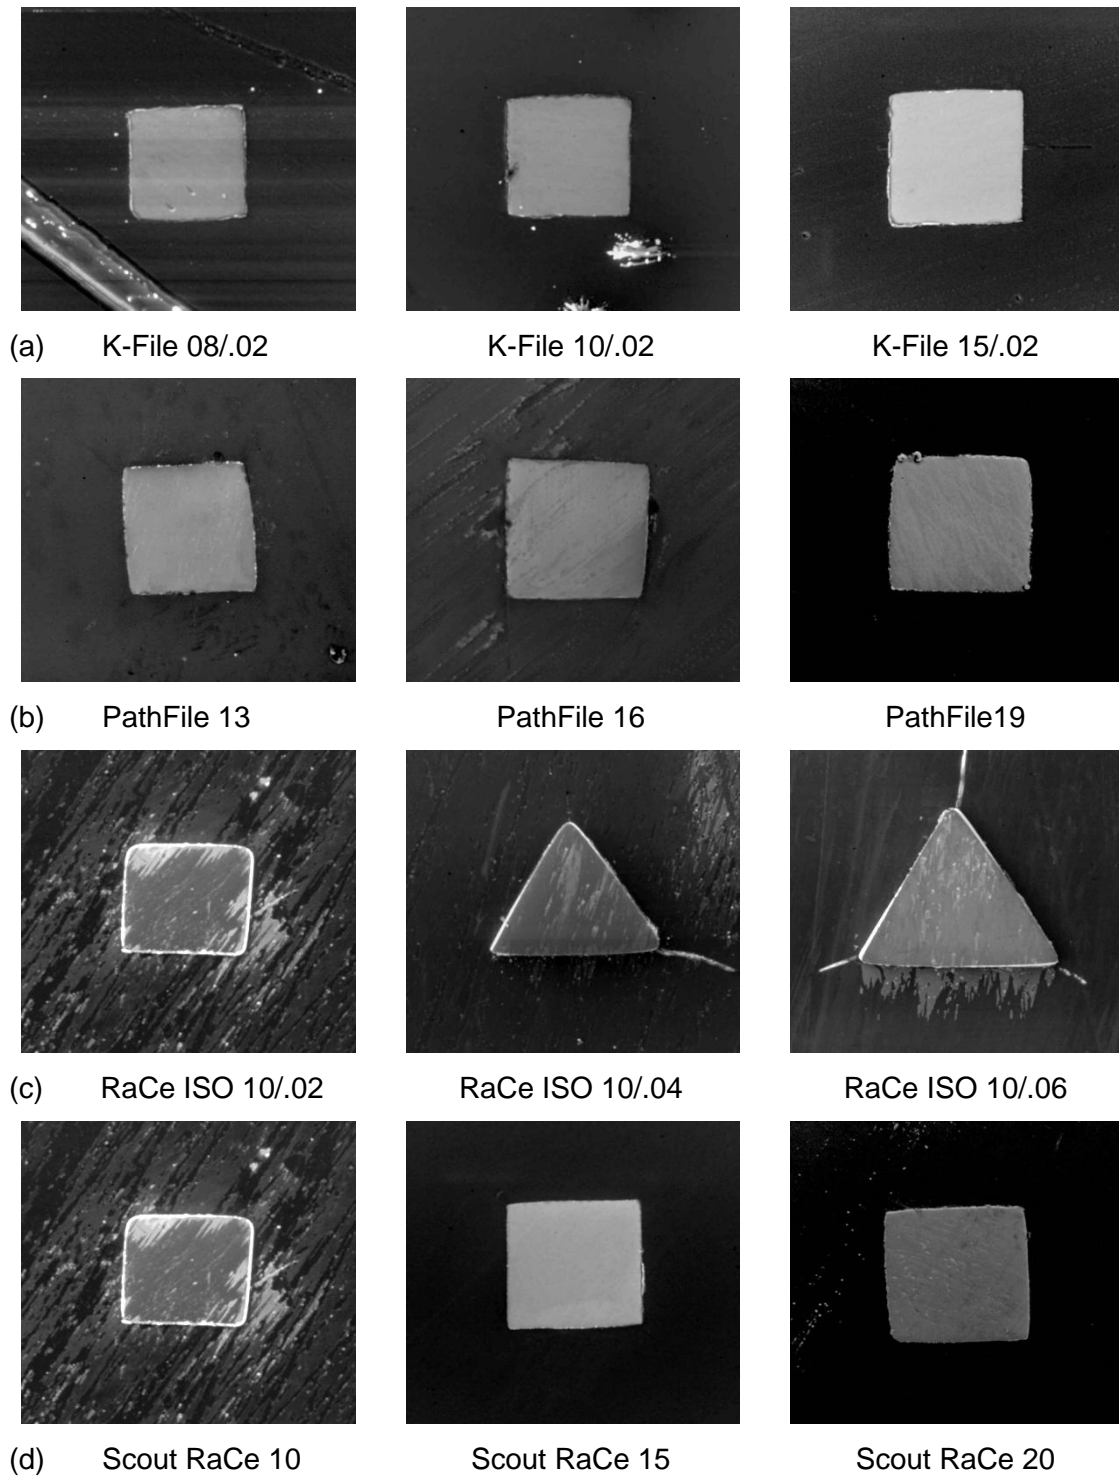 (a) K-File 08/.02 K-File 10/.02 K-File 15/.02
(b) PathFile 13 PathFile 16 PathFile19
(c) RaCe ISO 10/.02 RaCe ISO 10/.04 RaCe ISO 10/.06
(d) Scout RaCe 10 Scout RaCe 15 Scout RaCe 20